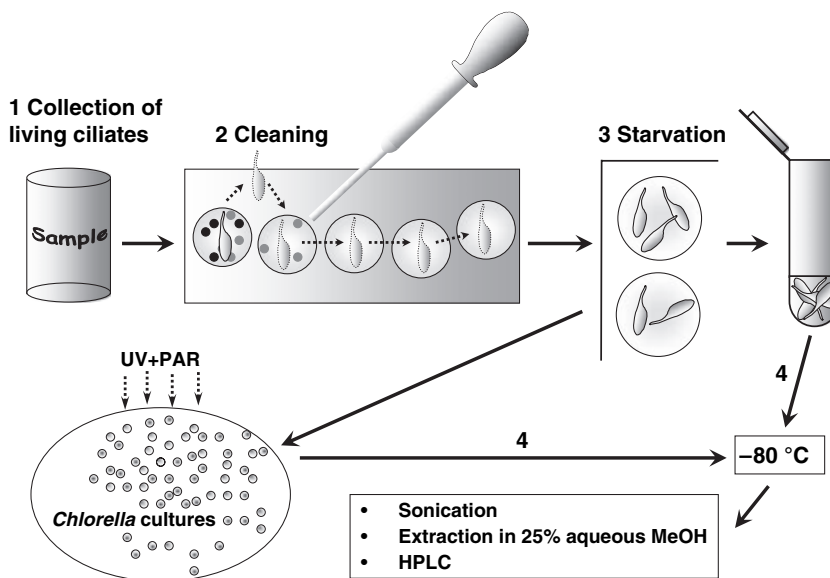 1 Collection of
living ciliates
2 Cleaning
3 Starvation
Sample
UV+PAR
4
4
–80 °C
Chlorella cultures
• Sonication
• Extraction in 25% aqueous MeOH
• HPLC